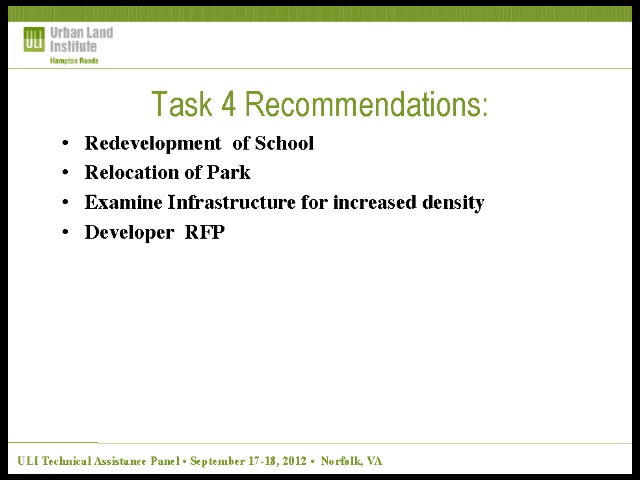 ULI Urban Land
Institute
Hampton Roads
Task 4 Recommendations:
• Redevelopment of School
• Relocation of Park
• Examine Infrastructure for increased density
• Developer RFP
ULI Technical Assistance Panel • September 17-18, 2012 • Norfolk, VA